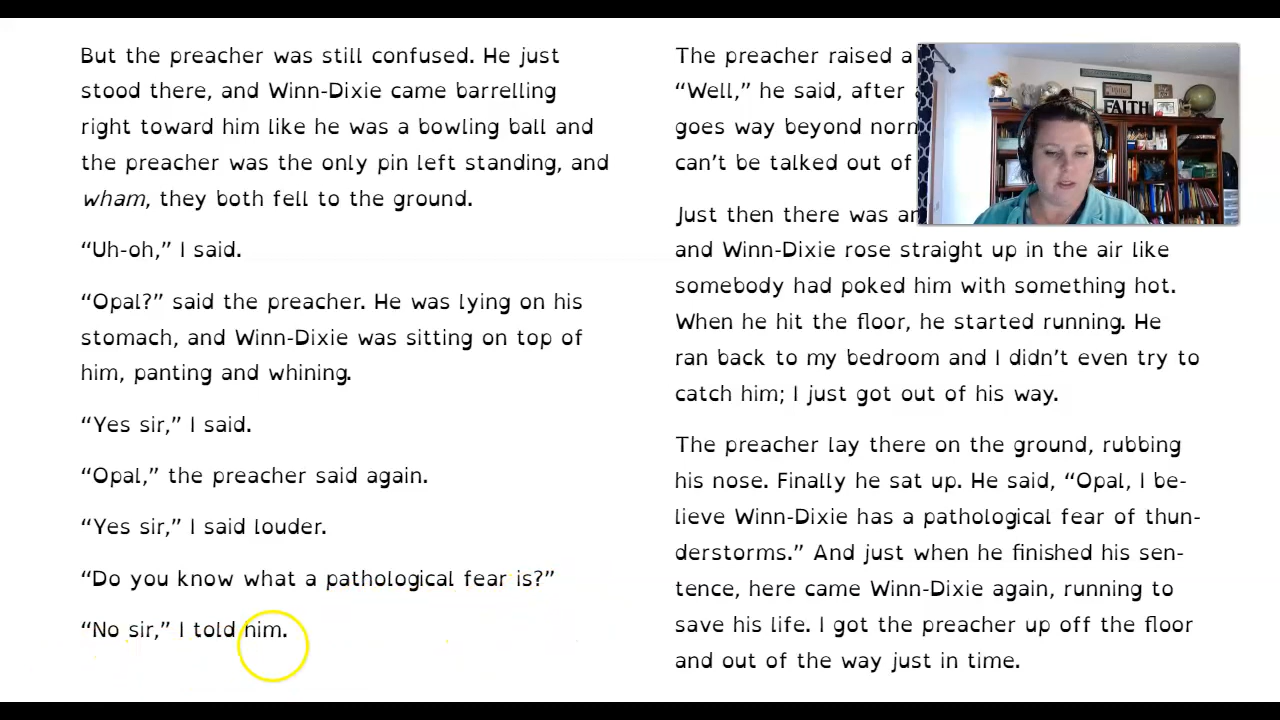 But the preacher was still confused. He just
stood there, and Winn-Dixie came barrelling
right toward him like he was a bowling ball and
the preacher was the only pin left standing, and
wham, they both fell to the ground.
“Uh-oh,” I said.
“Opal?” said the preacher. He was lying on his
stomach, and Winn-Dixie was sitting on top of
him, panting and whining.
“Yes sir,” I said.
“Opal,” the preacher said again.
“Yes sir,” I said louder.
“Do you know what a pathological fear is?”
“No sir,” I told him.
The preacher raised a
“Well,” he said, after
goes way beyond
can’t be talked out of
Just then there was
and Winn-Dixie rose straight up in the air like
somebody had poked him with something hot.
When he hit the floor, he started running. He
ran back to my bedroom and I didn’t even try to
catch him; I just got out of his way.
The preacher lay there on the ground, rubbing
his nose. Finally he sat up. He said, “Opal, I be-
lieve Winn-Dixie has a pathological fear of thun-
derstorms.” And just when he finished his sen-
tence, here came Winn-Dixie again, running to
save his life. I got the preacher up off the floor
and out of the way just in time.
FAITH